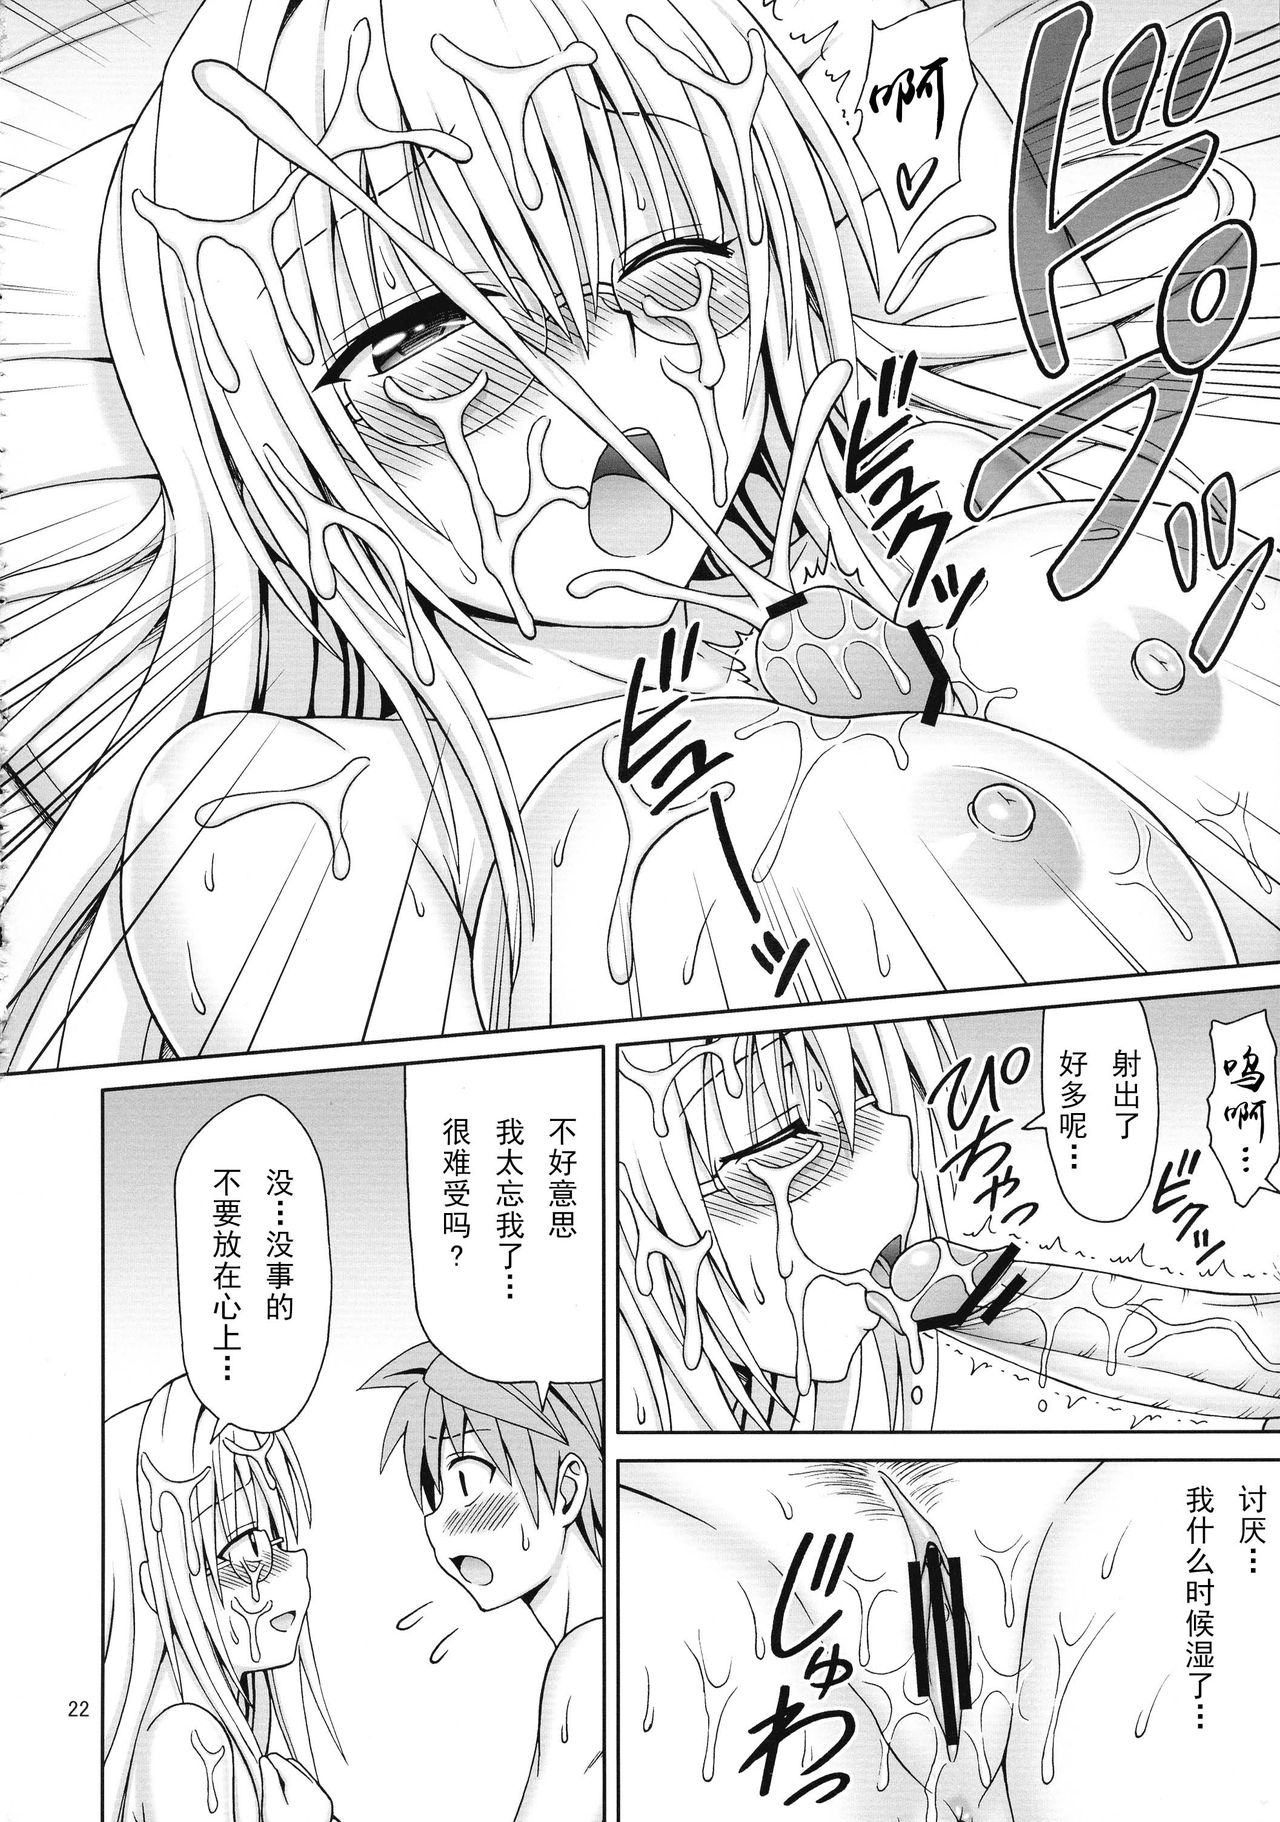 啊♡
ドプドプッ
ビュクッ
ビュー
ッ
呜啊…
ビクッ
射出了
好多呢…
ぴちゃっ
不好意思
我太忘我了…
很难受吗?
没…没事的
不要放在心上…
讨厌…
我什么时候湿了…
じゅわっ
22